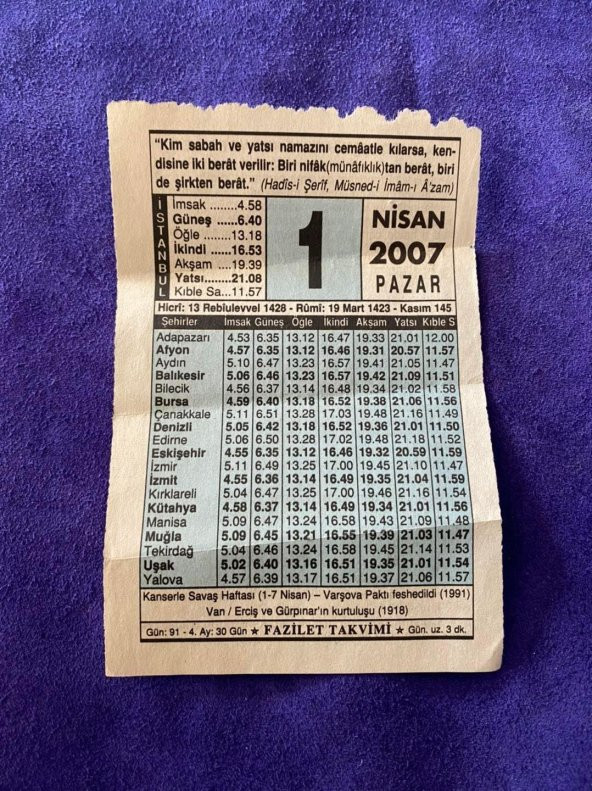 “Kim sabah ve yatsı namazını cemâatle kılarsa, ken-
disine iki berât verilir: Biri nifâk(münâfıklık)tan berât, biri
de şirkten berât.” (Hadîs-i Şerîf, Müsned-i İmâm-ı Â'zam)
İSTANBUL
İmsak ........4.58
Güneş ......6.40
Öğle ......13.18
İkindi ......16.53
Akşam ....19.39
Yatsı........21.08
Kıble Sa...11.57
1
NİSAN
2007
PAZAR
Hicrî: 13 Rebîulevvel 1428 - Rûmî: 19 Mart 1423 - Kasım 145
Şehirler İmsak Güneş Öğle İkindi Akşam Yatsı Kıble S
Adapazarı 4.53 6.35 13.12 16.47 19.33 21.01 12.00
Afyon 4.57 6.35 13.12 16.46 19.31 20.57 11.57
Aydın 5.10 6.47 13.23 16.57 19.41 21.05 11.47
Balıkesir 5.06 6.46 13.23 16.57 19.42 21.09 11.51
Bilecik 4.56 6.37 13.14 16.48 19.34 21.02 11.58
Bursa 4.59 6.40 13.18 16.52 19.38 21.06 11.56
Çanakkale 5.11 6.51 13.28 17.03 19.48 21.16 11.49
Denizli 5.05 6.42 13.18 16.52 19.36 21.01 11.50
Edirne 5.06 6.50 13.28 17.02 19.48 21.18 11.52
Eskişehir 4.55 6.35 13.12 16.46 19.32 20.59 11.59
İzmir 5.11 6.49 13.25 17.00 19.45 21.10 11.47
İzmit 4.55 6.36 13.14 16.49 19.35 21.04 11.59
Kırklareli 5.04 6.47 13.25 17.00 19.46 21.16 11.54
Kütahya 4.58 6.37 13.14 16.49 19.34 21.01 11.56
Manisa 5.09 6.47 13.24 16.58 19.43 21.09 11.48
Muğla 5.09 6.45 13.21 16.55 19.39 21.03 11.47
Tekirdağ 5.04 6.46 13.24 16.58 19.45 21.14 11.53
Uşak 5.02 6.40 13.16 16.51 19.35 21.01 11.54
Yalova 4.57 6.39 13.17 16.51 19.37 21.06 11.57
Kanserle Savaş Haftası (1-7 Nisan) – Varşova Paktı feshedildi (1991)
Van / Erciş ve Gürpınar'ın kurtuluşu (1918)
Gün: 91 - 4. Ay: 30 Gün ★ FAZİLET TAKVİMİ ★ Gün. uz. 3 dk.